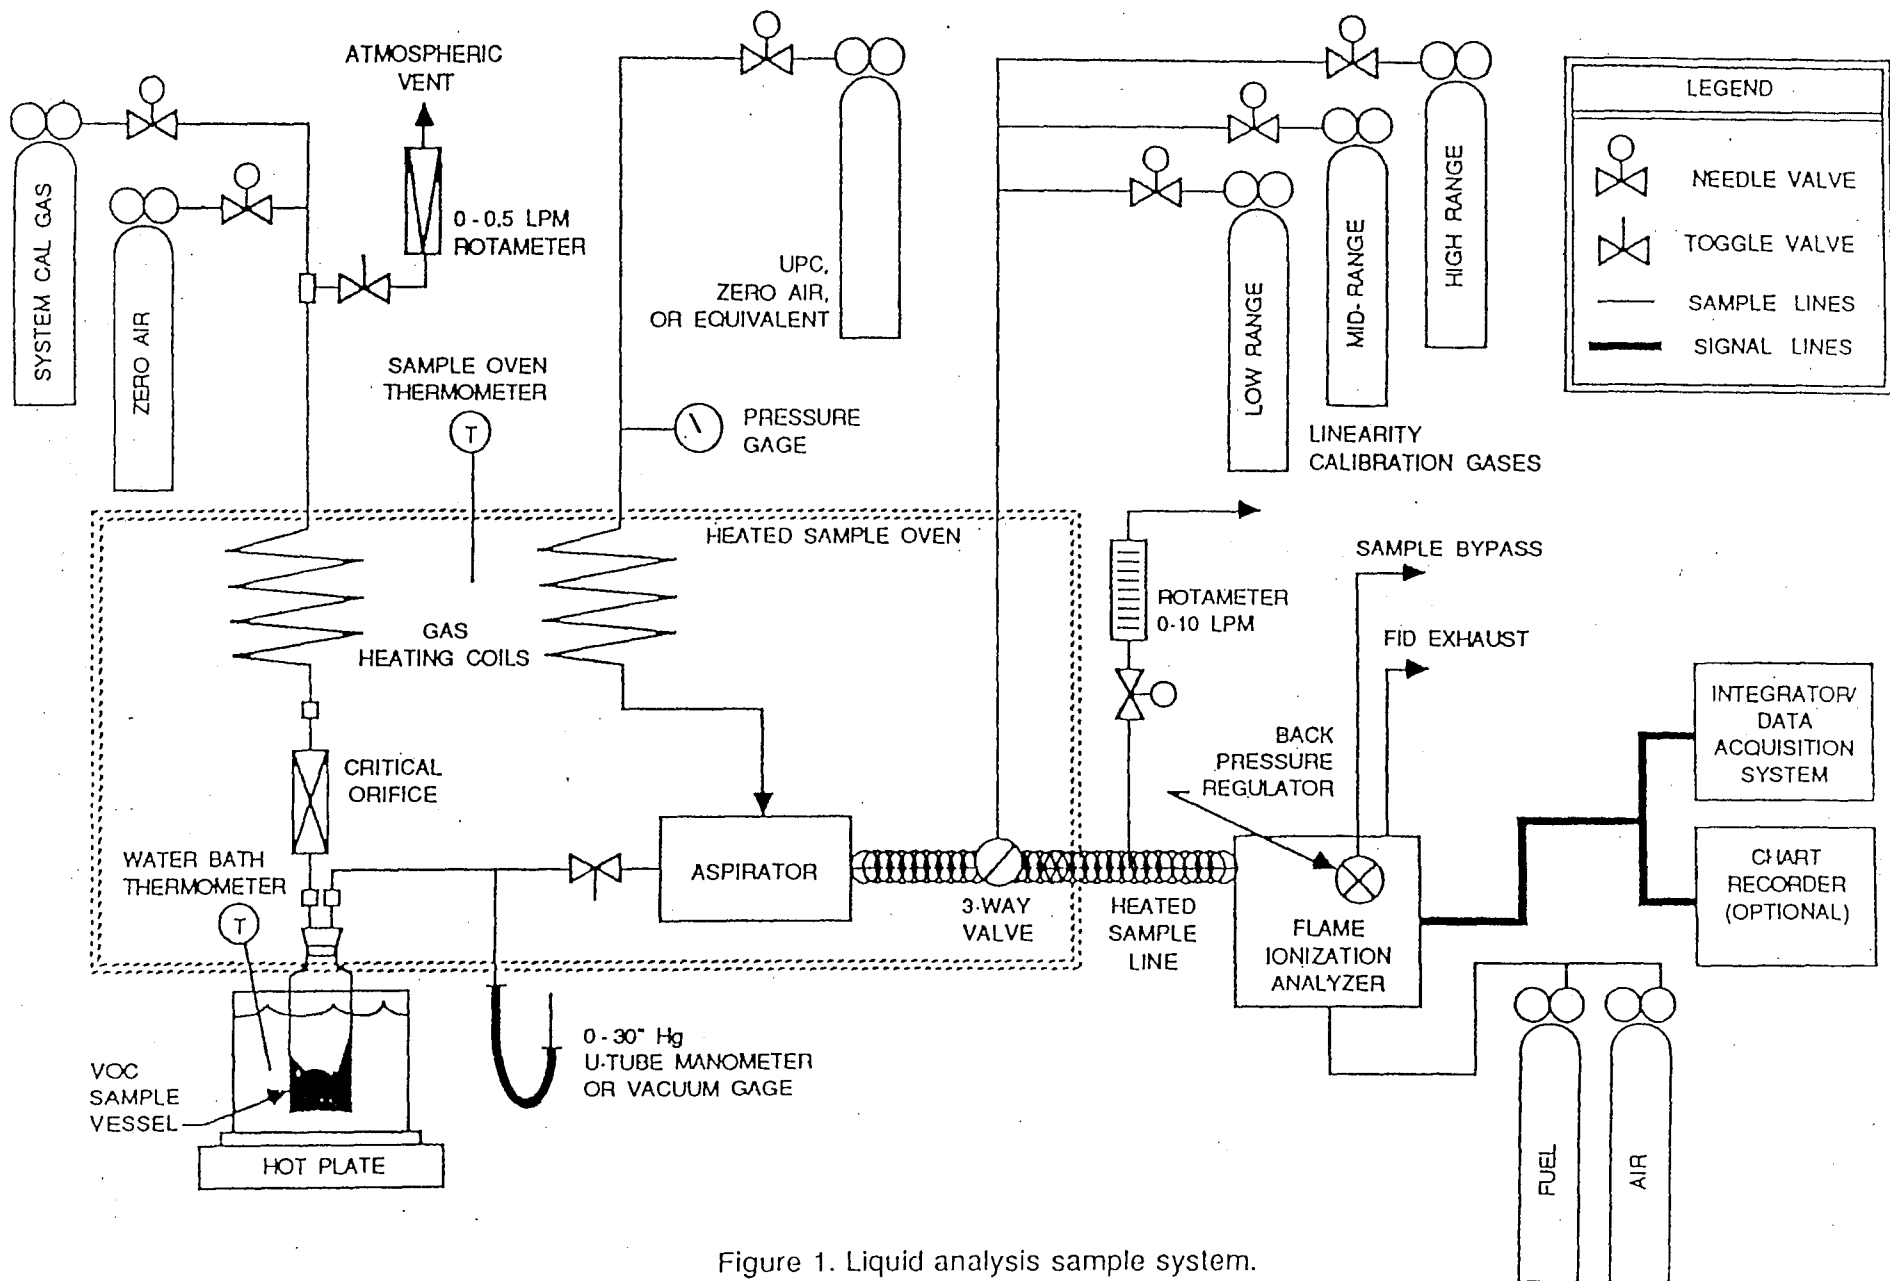 ATMOSPHERIC
VENT
LEGEND
NEEDLE VALVE
TOGGLE VALVE
SAMPLE LINES
SIGNAL LINES
SYSTEM CAL GAS
ZERO AIR
0-0.5 LPM
ROTAMETER
UPC,
ZERO AIR,
OR EQUIVALENT
LOW RANGE
MID-RANGE
HIGH RANGE
LINEARITY
CALIBRATION GASES
SAMPLE OVEN
THERMOMETER
T
PRESSURE
GAGE
HEATED SAMPLE OVEN
GAS
HEATING COILS
ROTAMETER
0-10 LPM
SAMPLE BYPASS
FID EXHAUST
BACK
PRESSURE
REGULATOR
INTEGRATOR/
DATA
ACQUISITION
SYSTEM
CRITICAL
ORIFICE
WATER BATH
THERMOMETER
T
ASPIRATOR
3-WAY
VALVE
HEATED
SAMPLE
LINE
FLAME
IONIZATION
ANALYZER
CHART
RECORDER
(OPTIONAL)
0-30" Hg
U-TUBE MANOMETER
OR VACUUM GAGE
VOC
SAMPLE
VESSEL
HOT PLATE
FUEL
AIR
Figure 1. Liquid analysis sample system.